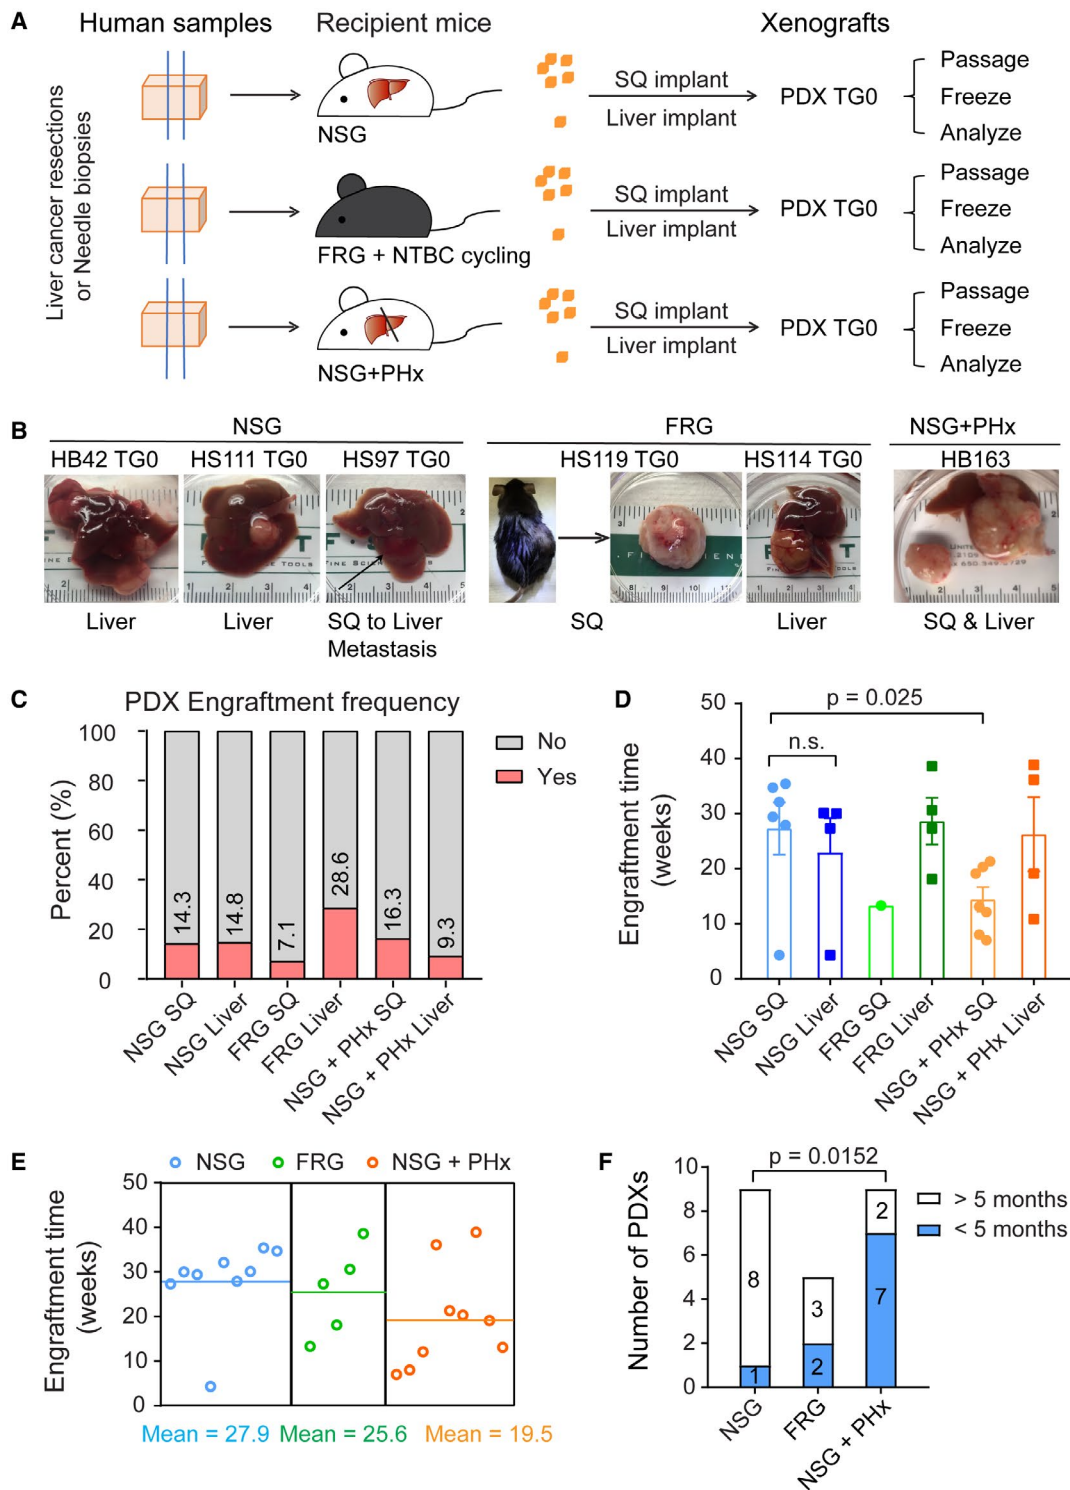 A
Human samples
Recipient mice
Xenografts
Liver cancer resections
or Needle biopsies
NSG
SQ implant
Liver implant
PDX TG0
Passage
Freeze
Analyze
FRG + NTBC cycling
SQ implant
Liver implant
PDX TG0
Passage
Freeze
Analyze
NSG+PHx
SQ implant
Liver implant
PDX TG0
Passage
Freeze
Analyze
B
NSG
FRG
NSG+PHx
HB42 TG0
HS111 TG0
HS97 TG0
HS119 TG0
HS114 TG0
HB163
Liver
Liver
SQ to Liver
Metastasis
SQ
Liver
SQ & Liver
C
PDX Engraftment frequency
Percent (%)
100
80
60
40
20
0
14.3
14.8
7.1
28.6
16.3
9.3
No
Yes
NSG SQ
NSG Liver
FRG SQ
FRG Liver
NSG + PHx SQ
NSG + PHx Liver
D
Engraftment time
(weeks)
50
40
30
20
10
0
p = 0.025
n.s.
NSG SQ
NSG Liver
FRG SQ
FRG Liver
NSG + PHx SQ
NSG + PHx Liver
E
NSG
FRG
NSG + PHx
Engraftment time
(weeks)
50
40
30
20
10
0
Mean = 27.9
Mean = 25.6
Mean = 19.5
F
Number of PDXs
10
8
6
4
2
0
p = 0.0152
> 5 months
< 5 months
8
1
3
2
2
7
NSG
FRG
NSG + PHx